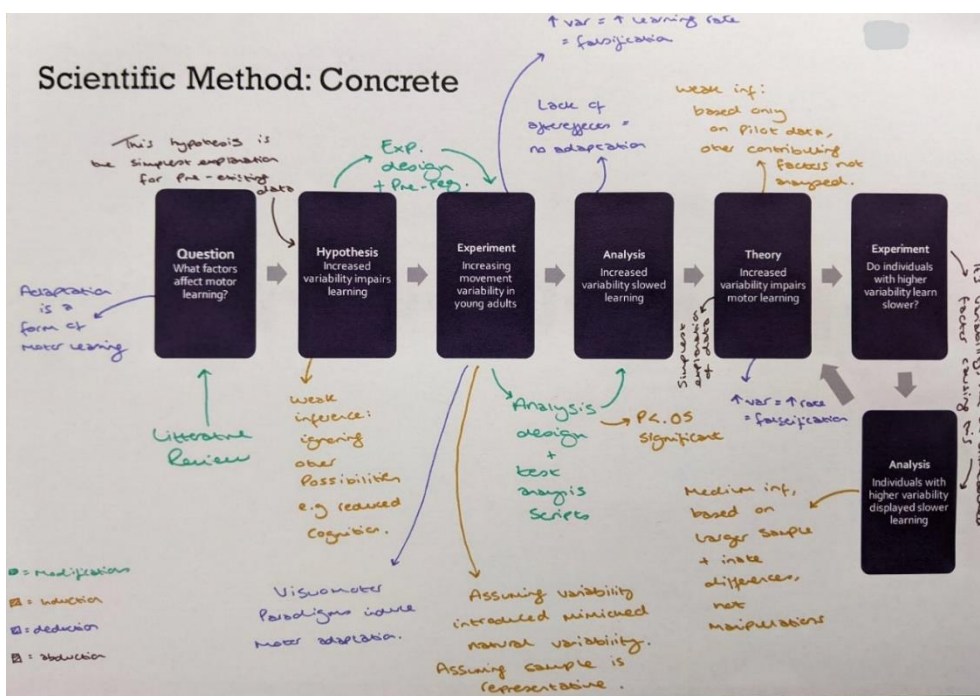 Scientific Method: Concrete
↑ var = ↑ Learning rate
= falsification
Lack of
aftereffects =
no adaptation
Weak inf:
based only
on Pilot data,
other contributing
factors not
analysed.
This hypothesis is
the simplest explanation
for Pre-existing
data
Exp.
design
+ Pre-reg.
Question
What factors
affect motor
learning?
Hypothesis
Increased
variability impairs
learning
Experiment
Increasing
movement
variability in
young adults
Analysis
Increased
variability slowed
learning
Theory
Increased
variability impairs
motor learning
Experiment
Do individuals
with higher
variability learn
slower?
Adaptation
is a
form of
Motor Learning
Litterative
Review
Weak
inference:
ignoring
other
Possibilities
e.g reduced
Cognition.
Analysis
design
+
test
analysis
Scripts
P<.05
Significant
Simplest
explanation
of data
↑ var = ↑ rate
= falsification
factor causing this
Analysis
Individuals with
higher variability
displayed slower
learning
Medium inf,
based on
larger sample
+ inate
differences,
not
Manipulations
Visuomotor
Paradigms induce
Motor adaptation.
Assuming variability
introduced mimicked
natural variability.
Assuming sample is
representative.
= Modifications
= induction
= deduction
= abduction